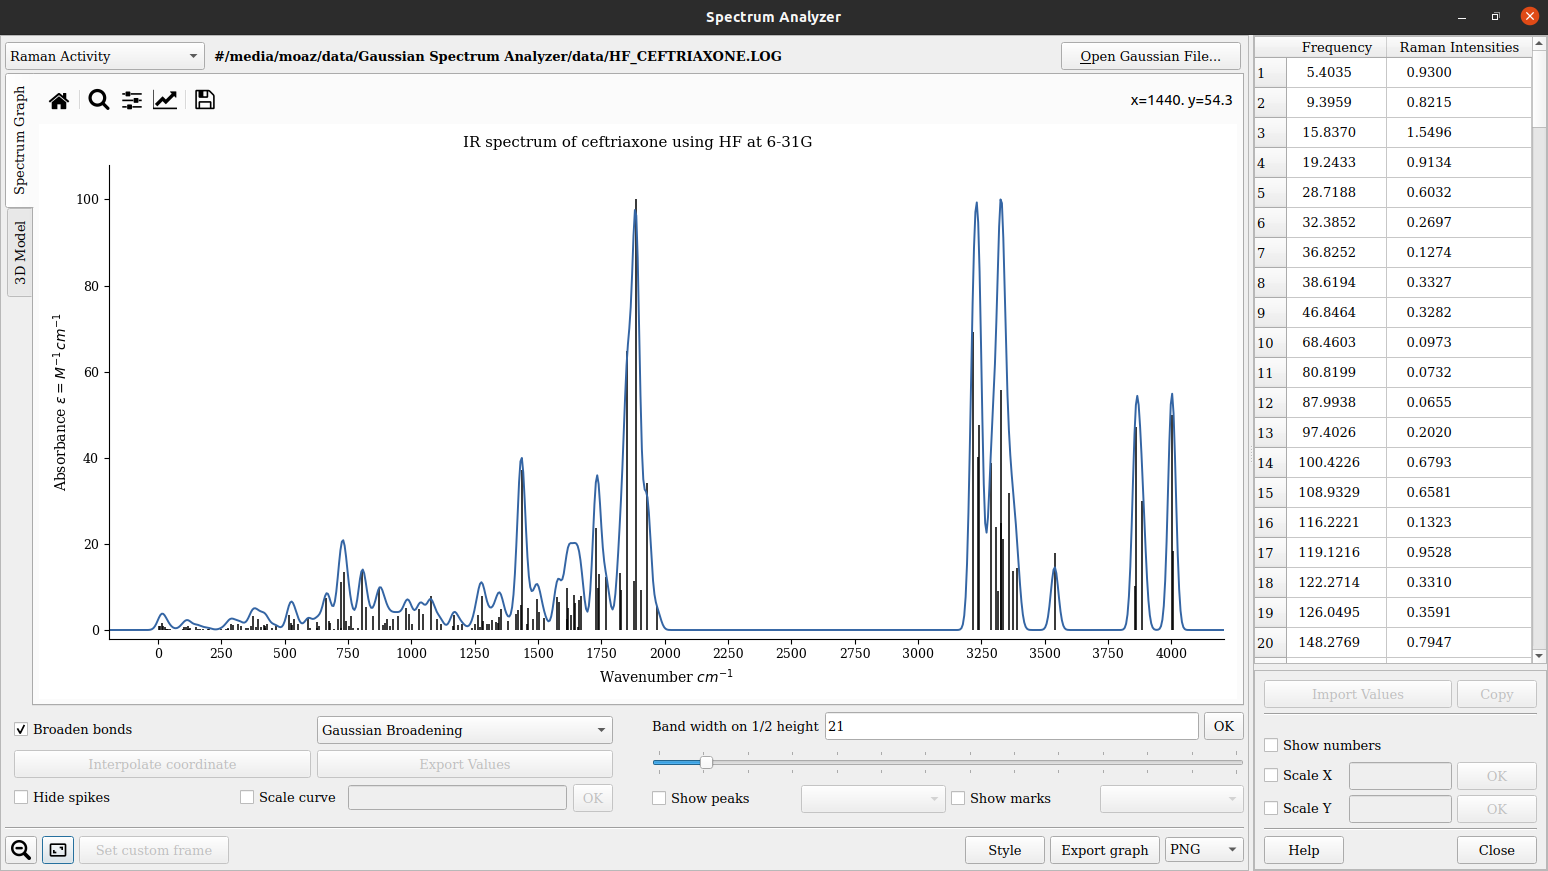 Spectrum Analyzer
Raman Activity
#/media/moaz/data/Gaussian Spectrum Analyzer/data/HF_CEFTRIAXONE.LOG
Open Gaussian File...
Spectrum Graph
3D Model
x=1440. y=54.3
IR spectrum of ceftriaxone using HF at 6-31G
Absorbance ε = M⁻¹cm⁻¹
100
80
60
40
20
0
0 250 500 750 1000 1250 1500 1750 2000 2250 2500 2750 3000 3250 3500 3750 4000
Wavenumber cm⁻¹
Broaden bonds
Gaussian Broadening
Interpolate coordinate
Export Values
Hide spikes
Scale curve
OK
Band width on 1/2 height
21
OK
Show peaks
Show marks
Set custom frame
Style
Export graph
PNG
Frequency Raman Intensities
1 5.4035 0.9300
2 9.3959 0.8215
3 15.8370 1.5496
4 19.2433 0.9134
5 28.7188 0.6032
6 32.3852 0.2697
7 36.8252 0.1274
8 38.6194 0.3327
9 46.8464 0.3282
10 68.4603 0.0973
11 80.8199 0.0732
12 87.9938 0.0655
13 97.4026 0.2020
14 100.4226 0.6793
15 108.9329 0.6581
16 116.2221 0.1323
17 119.1216 0.9528
18 122.2714 0.3310
19 126.0495 0.3591
20 148.2769 0.7947
Import Values
Copy
Show numbers
Scale X
OK
Scale Y
OK
Help
Close